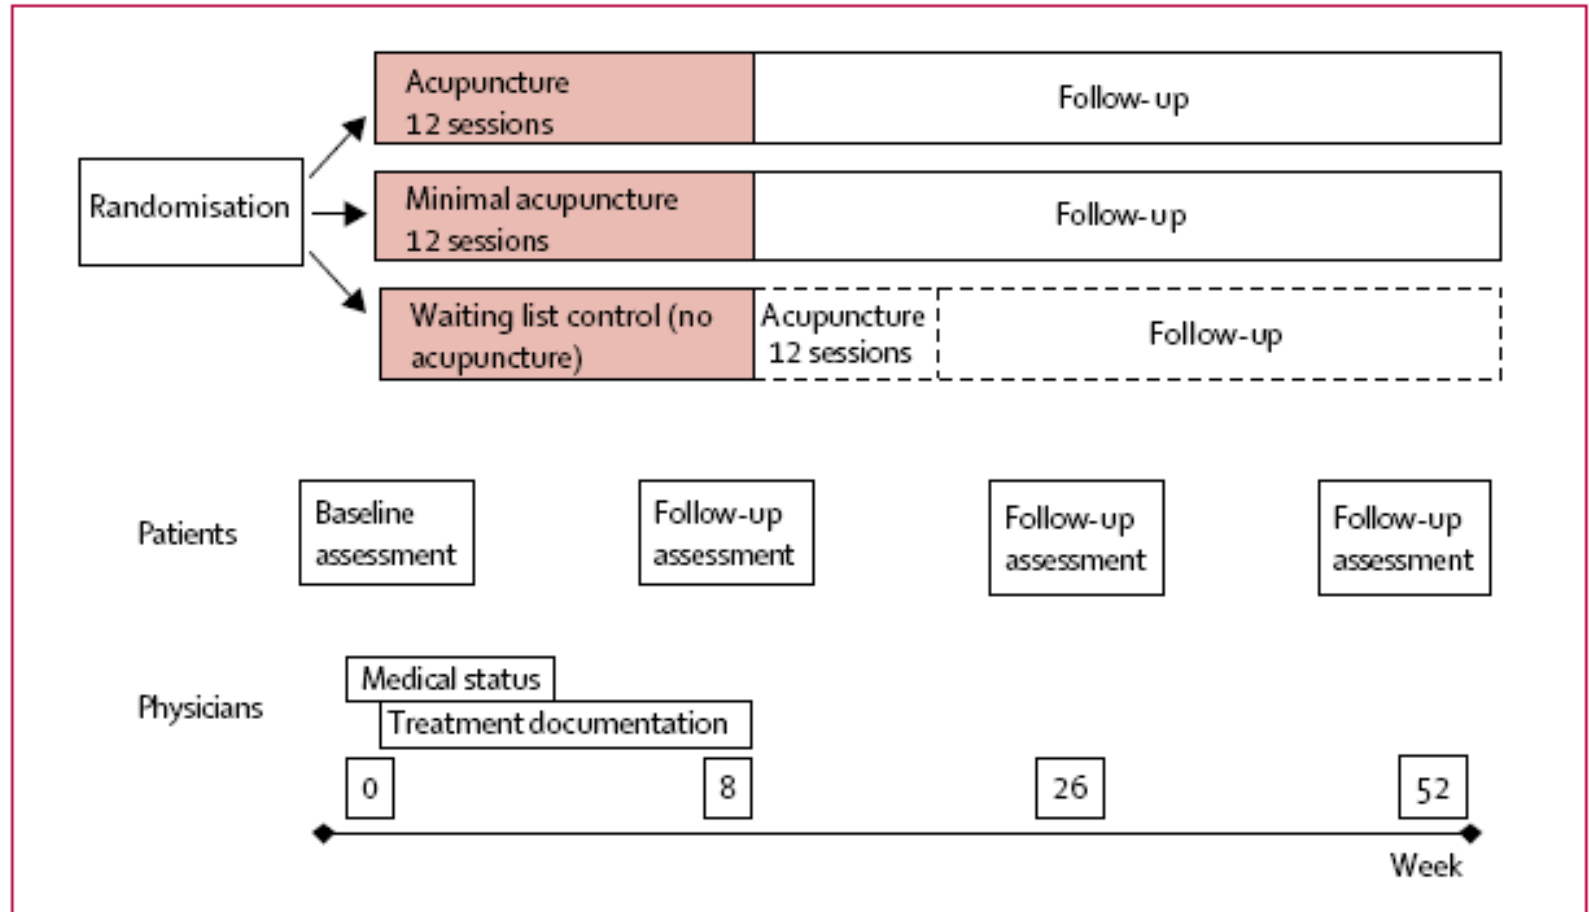 Randomisation
Acupuncture
12 sessions
Follow-up
Minimal acupuncture
12 sessions
Follow-up
Waiting list control (no
acupuncture)
Acupuncture
12 sessions
Follow-up
Patients
Baseline
assessment
Follow-up
assessment
Follow-up
assessment
Follow-up
assessment
Physicians
Medical status
Treatment documentation
0
8
26
52
Week